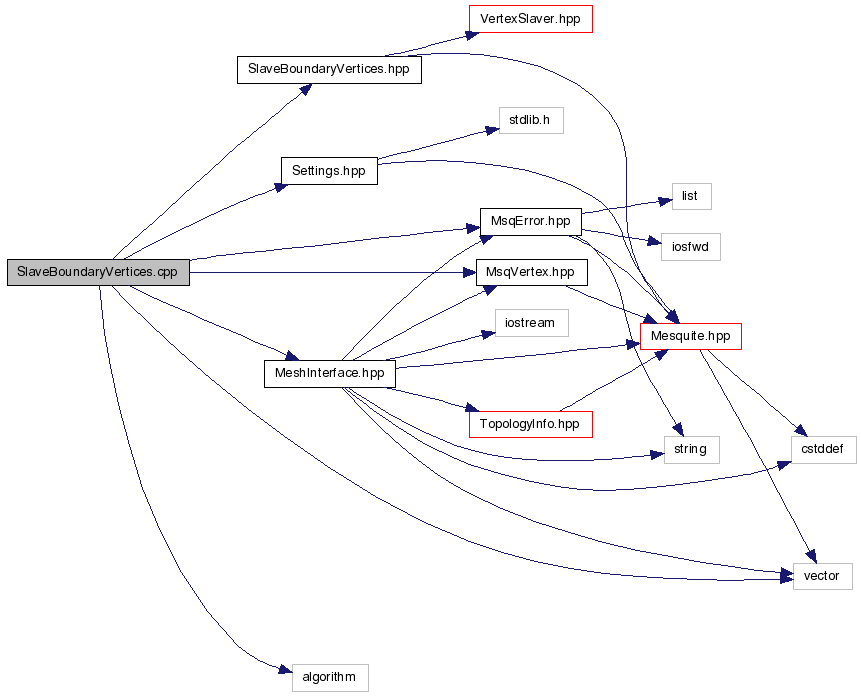 VertexSlaver.hpp
SlaveBoundaryVertices.hpp
stdlib.h
Settings.hpp
list
MsqError.hpp
iosfwd
SlaveBoundaryVertices.cpp
MsqVertex.hpp
iostream
Mesquite.hpp
MeshInterface.hpp
TopologyInfo.hpp
string
cstddef
vector
algorithm